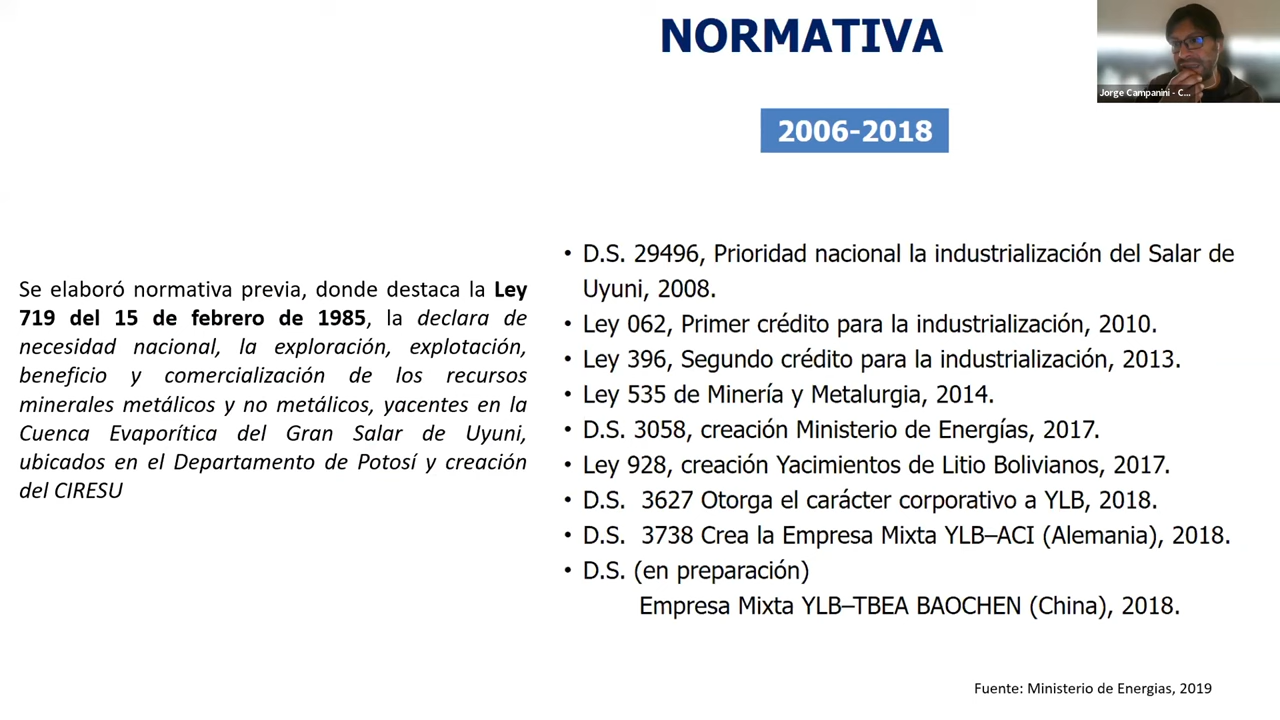 NORMATIVA
Jorge Campanini - C...
2006-2018
Se elaboró normativa previa, donde destaca la Ley
719 del 15 de febrero de 1985, la declara de
necesidad nacional, la exploración, explotación,
beneficio y comercialización de los recursos
minerales metálicos y no metálicos, yacentes en la
Cuenca Evaporítica del Gran Salar de Uyuni,
ubicados en el Departamento de Potosí y creación
del CIRESU
• D.S. 29496, Prioridad nacional la industrialización del Salar de
Uyuni, 2008.
• Ley 062, Primer crédito para la industrialización, 2010.
• Ley 396, Segundo crédito para la industrialización, 2013.
• Ley 535 de Minería y Metalurgia, 2014.
• D.S. 3058, creación Ministerio de Energías, 2017.
• Ley 928, creación Yacimientos de Litio Bolivianos, 2017.
• D.S. 3627 Otorga el carácter corporativo a YLB, 2018.
• D.S. 3738 Crea la Empresa Mixta YLB–ACI (Alemania), 2018.
• D.S. (en preparación)
Empresa Mixta YLB–TBEA BAOCHEN (China), 2018.
Fuente: Ministerio de Energias, 2019